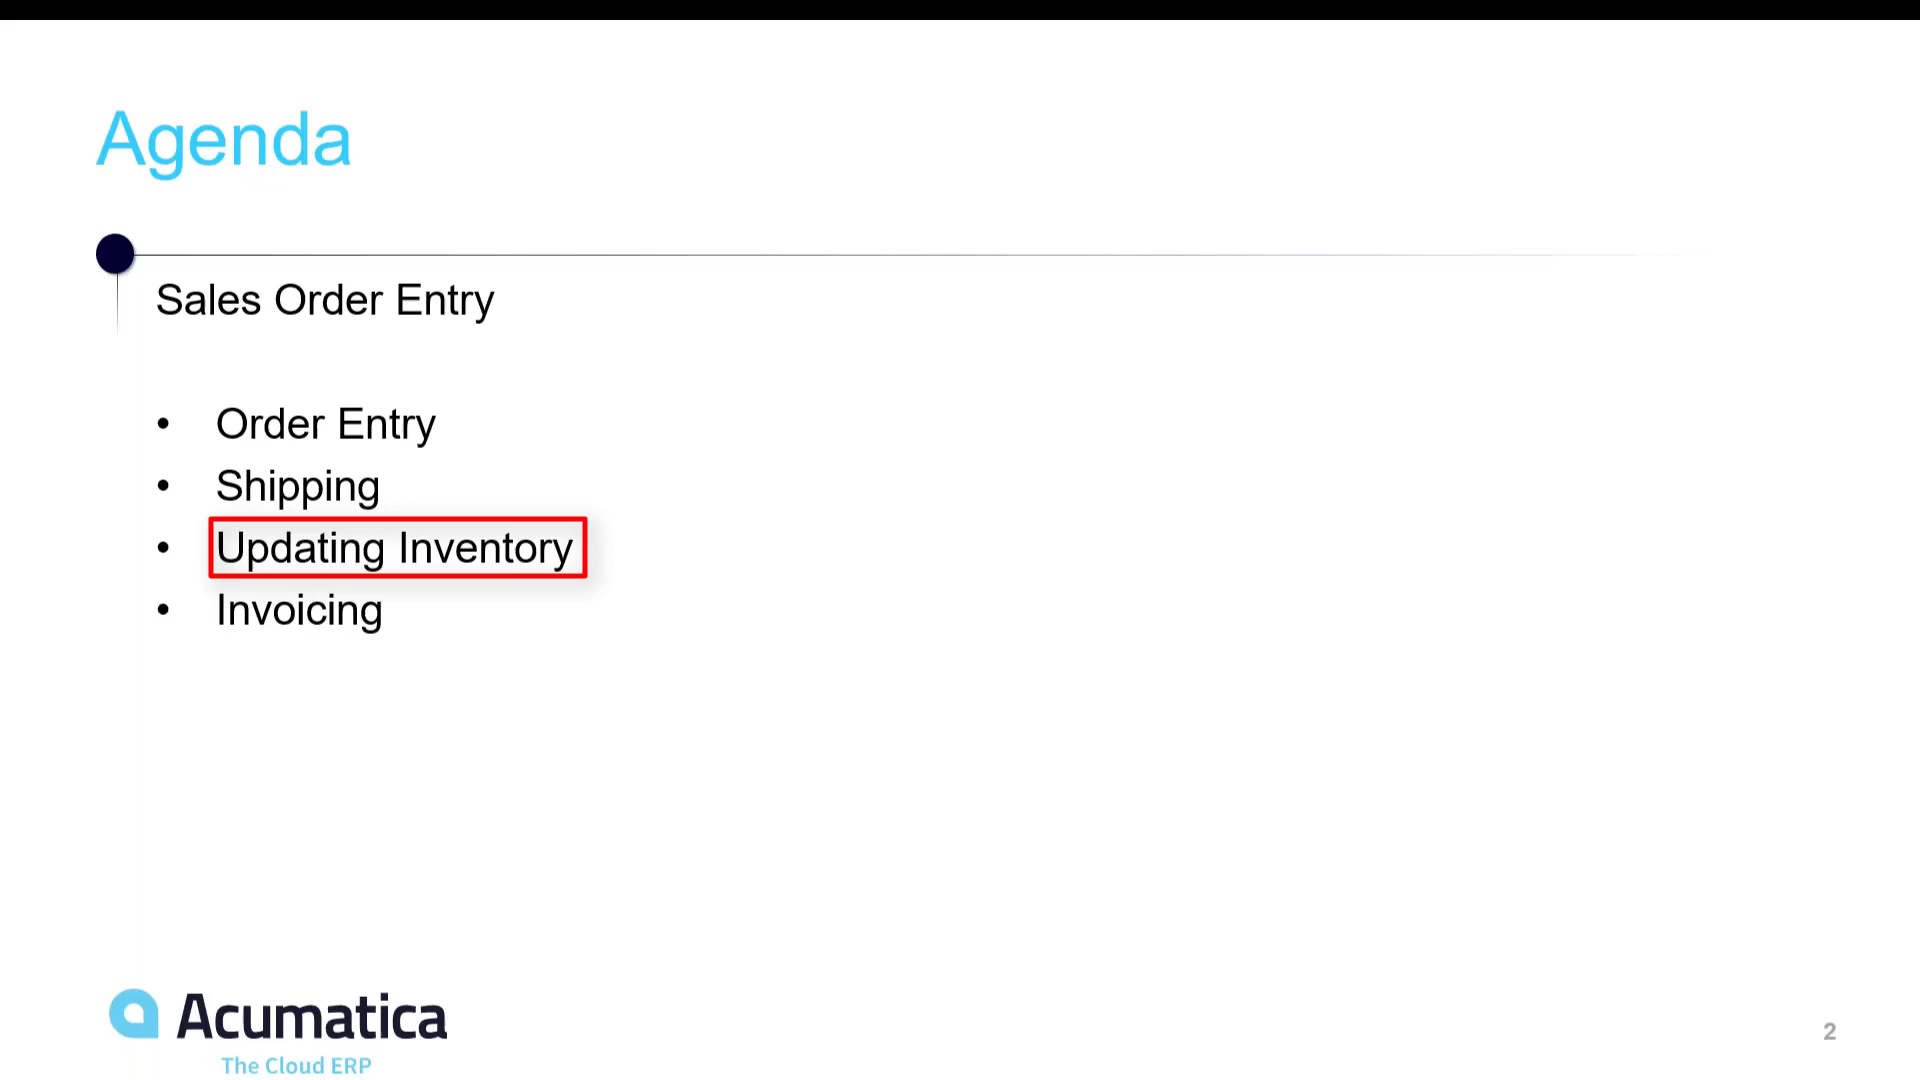 Agenda
Sales Order Entry
• Order Entry
• Shipping
• Updating Inventory
• Invoicing
Acumatica
The Cloud ERP
2